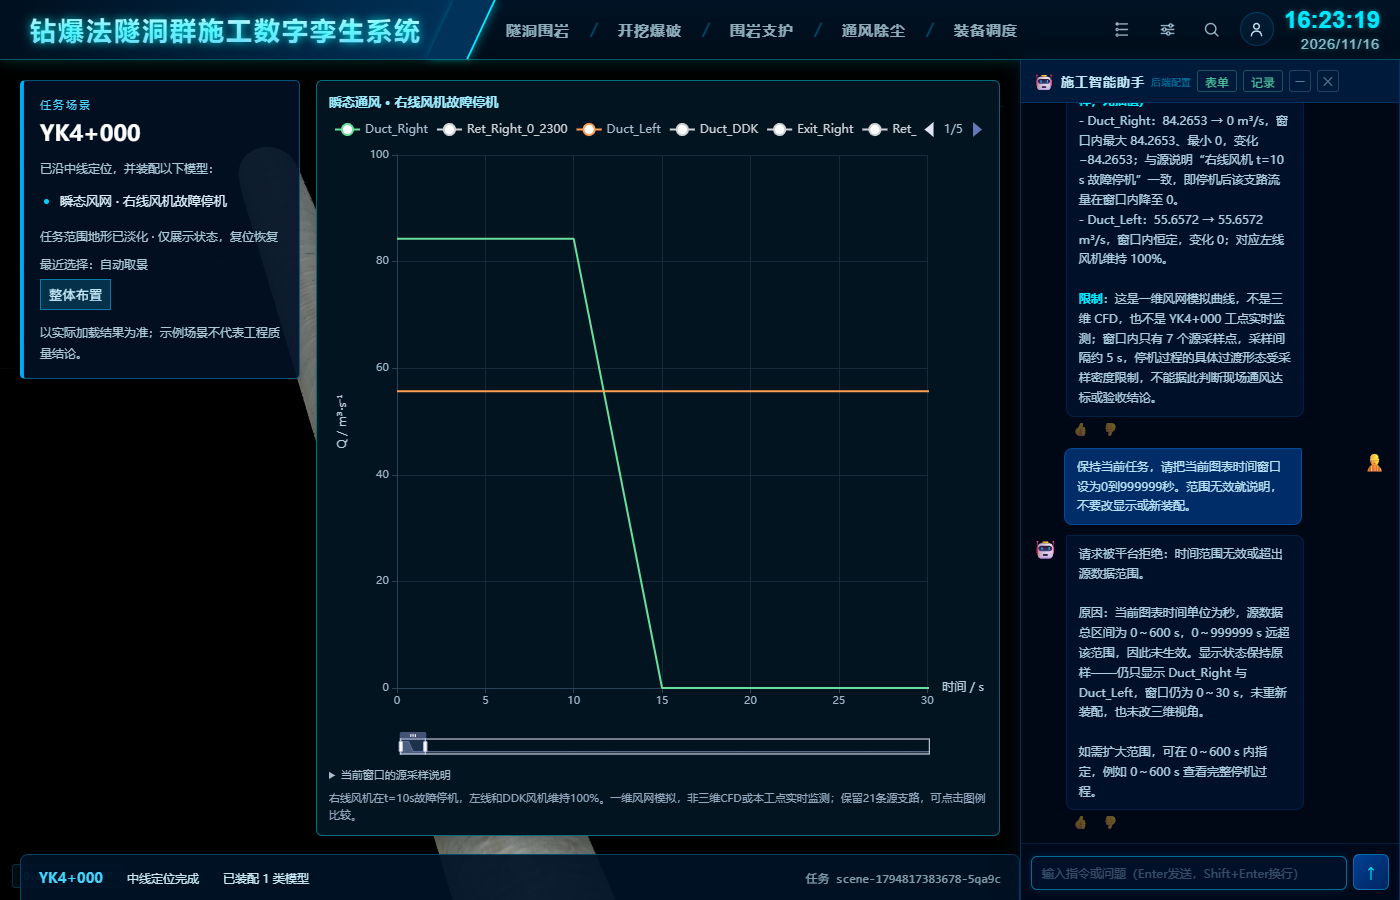 钻爆法隧洞群施工数字孪生系统
隧洞围岩 / 开挖爆破 / 围岩支护 / 通风除尘 / 装备调度
16:23:19
2026/11/16
任务场景
YK4+000
已沿中线定位，并装配以下模型：
瞬态风网 · 右线风机故障停机
任务范围地形已淡化 · 仅展示状态，复位恢复
最近选择：自动取景
整体布置
以实际加载结果为准；示例场景不代表工程质
量结论。
瞬态通风 • 右线风机故障停机
Duct_Right Ret_Right_0_2300 Duct_Left Duct_DDK Exit_Right Ret_ 1/5
100
80
60
40
20
0
Q / m³·s⁻¹
0 5 10 15 20 25 30
时间 / s
当前窗口的源采样说明
右线风机在t=10s故障停机，左线和DDK风机维持100%。一维风网模拟，非三维CFD或本工点实时监测；保留21条源支路，可点击图例
比较。
施工智能助手 后端配置 表单 记录
- Duct_Right：84.2653 → 0 m³/s，窗
口内最大 84.2653、最小 0，变化
−84.2653；与源说明“右线风机 t=10
s 故障停机”一致，即停机后该支路流
量在窗口内降至 0。
- Duct_Left：55.6572 → 55.6572
m³/s，窗口内恒定，变化 0；对应左线
风机维持 100%。
限制：这是一维风网模拟曲线，不是三
维 CFD，也不是 YK4+000 工点实时监
测；窗口内只有 7 个源采样点，采样间
隔约 5 s，停机过程的具体过渡形态受采
样密度限制，不能据此判断现场通风达
标或验收结论。
保持当前任务，请把当前图表时间窗口
设为0到999999秒。范围无效就说明，
不要改显示或新装配。
请求被平台拒绝：时间范围无效或超出
源数据范围。
原因：当前图表时间单位为秒，源数据
总区间为 0～600 s，0～999999 s 远超
该范围，因此未生效。显示状态保持原
样——仍只显示 Duct_Right 与
Duct_Left，窗口仍为 0～30 s，未重新
装配，也未改三维视角。
如需扩大范围，可在 0～600 s 内指
定，例如 0～600 s 查看完整停机过
程。
输入指令或问题（Enter发送，Shift+Enter换行）
YK4+000 中线定位完成 已装配 1 类模型
任务 scene-1794817383678-5qa9c